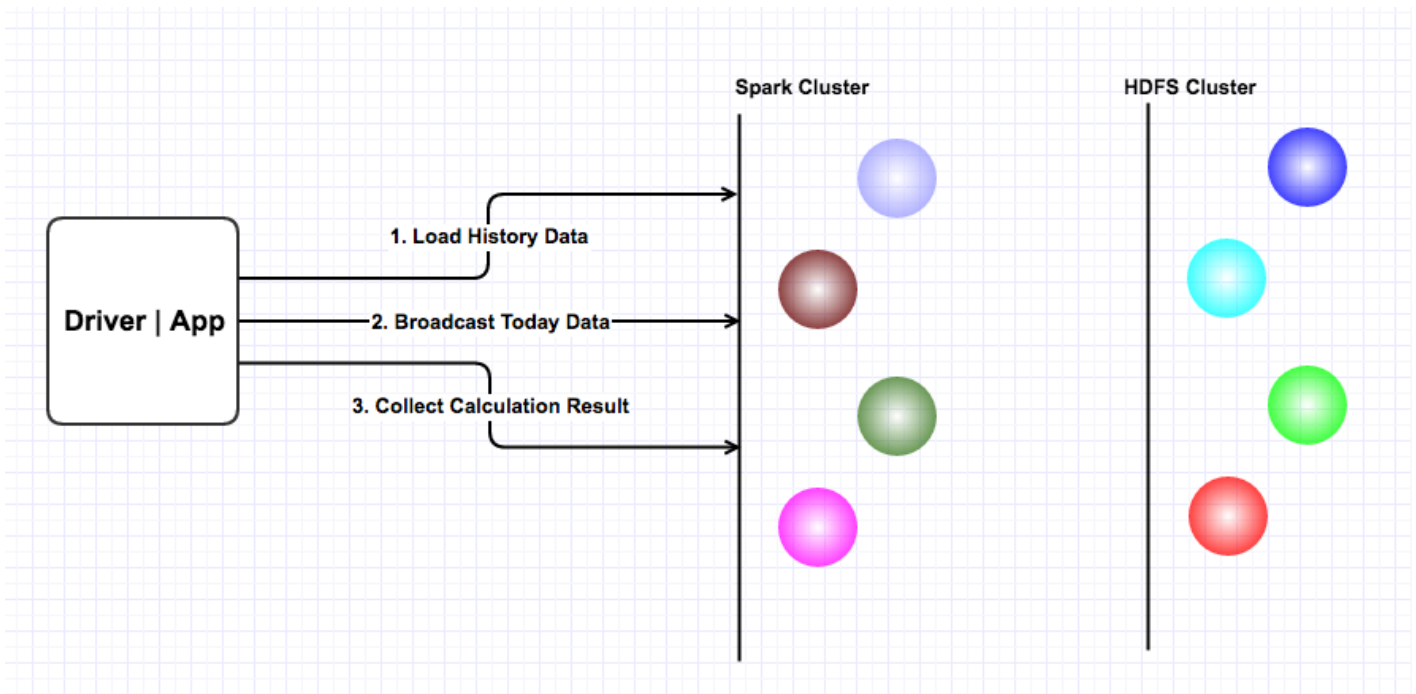 Spark Cluster
HDFS Cluster
1. Load History Data
Driver | App
2. Broadcast Today Data
3. Collect Calculation Result